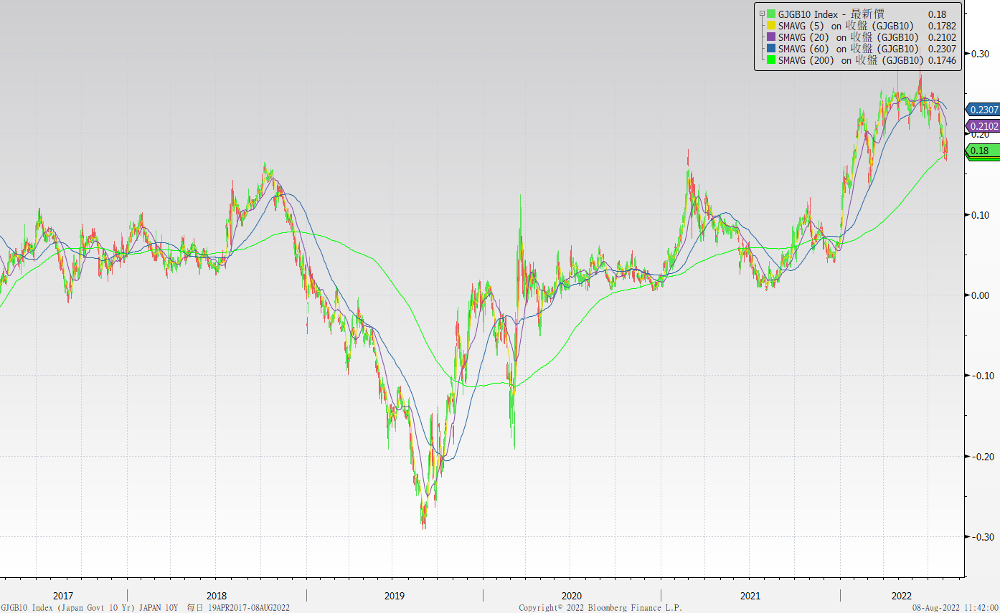 GJGB10 Index - 最新價 0.18
SMAVG (5) on 收盤 (GJGB10) 0.1782
SMAVG (20) on 收盤 (GJGB10) 0.2102
SMAVG (60) on 收盤 (GJGB10) 0.2307
SMAVG (200) on 收盤 (GJGB10) 0.1746
0.30
0.2307
0.2102
0.20
0.18
0.10
0.00
-0.10
-0.20
-0.30
2017 2018 2019 2020 2021 2022
GJGB10 Index (Japan Govt 10 Yr) JAPAN 10Y 每日 19APR2017-08AUG2022 Copyright© 2022 Bloomberg Finance L.P. 08-Aug-2022 11:42:00